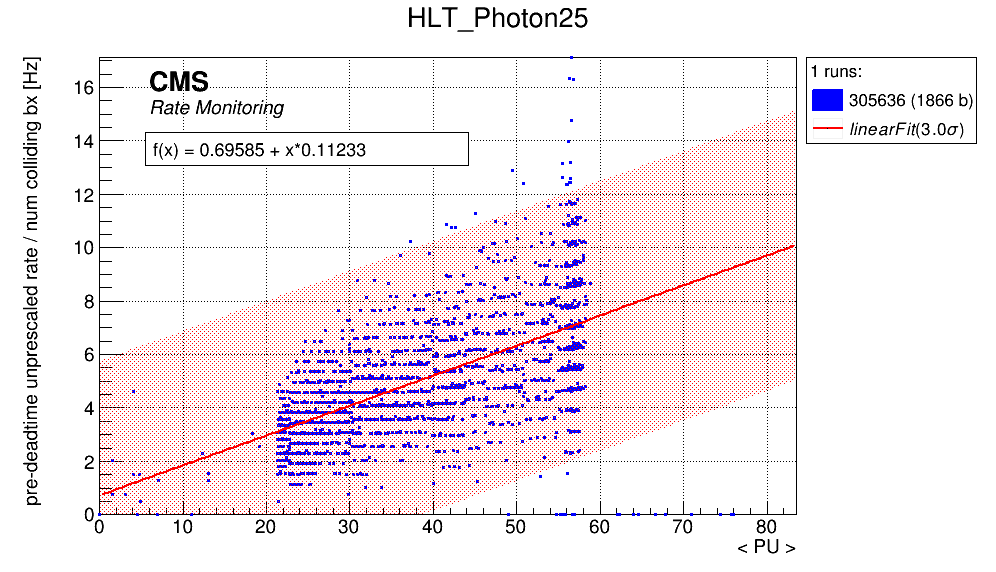 HLT_Photon25
pre-deadtime unprescaled rate / num colliding bx [Hz]
CMS
Rate Monitoring
f(x) = 0.69585 + x*0.11233
16
14
12
10
8
6
4
2
0
0 10 20 30 40 50 60 70 80
< PU >
1 runs:
305636 (1866 b)
linearFit(3.0σ)